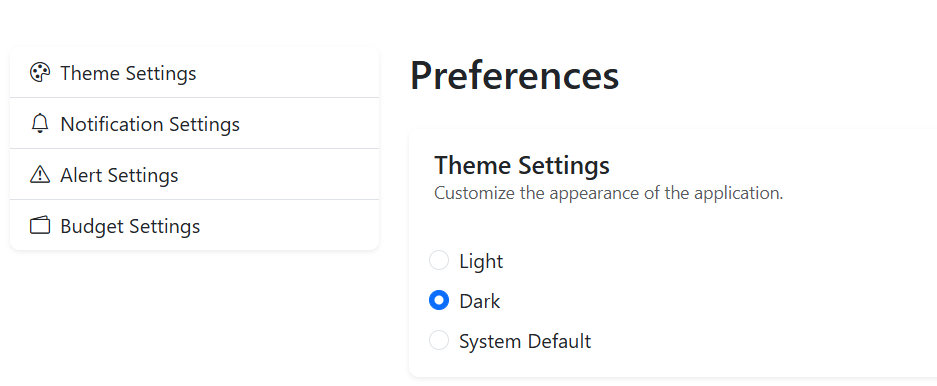 Theme Settings
Notification Settings
Alert Settings
Budget Settings
Preferences
Theme Settings
Customize the appearance of the application.
Light
Dark
System Default